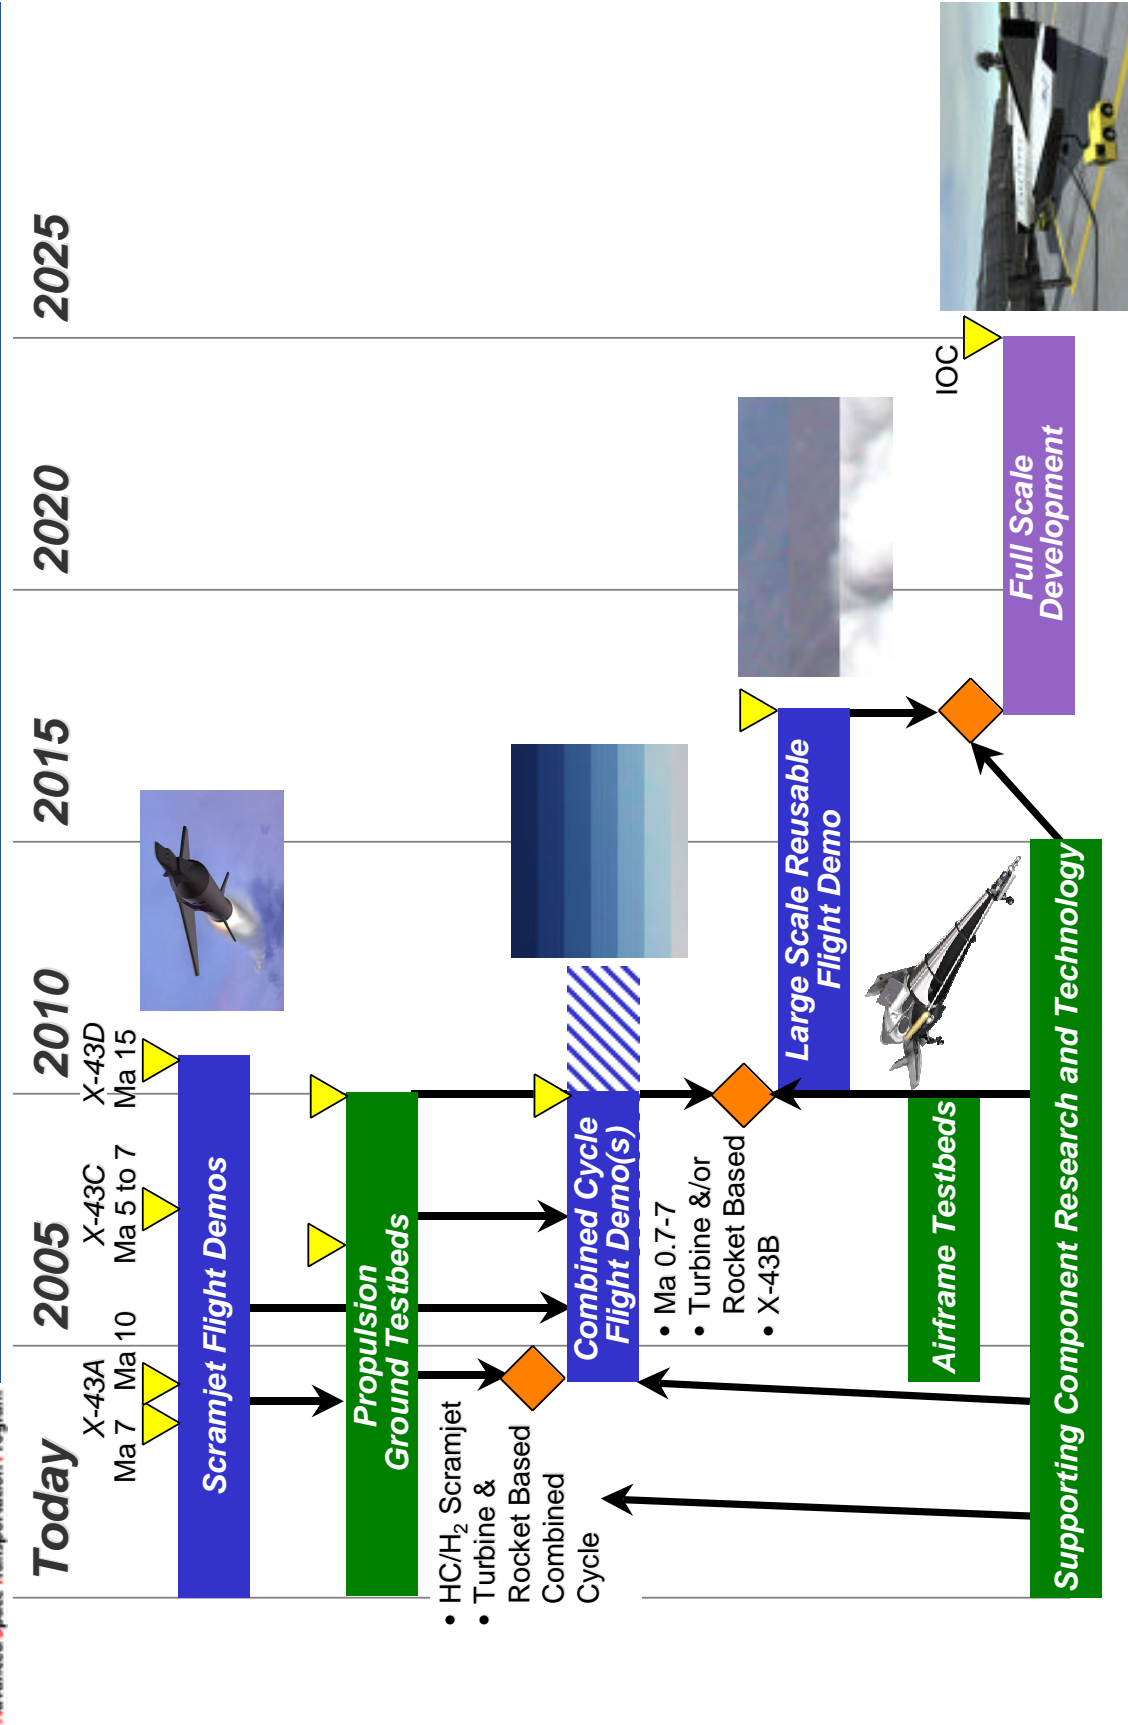 Today
2005
2010
2015
2020
2025
X-43A
Ma 7 Ma 10
X-43C
Ma 5 to 7
X-43D
Ma 15
Scramjet Flight Demos
Propulsion
Ground Testbeds
• HC/H2 Scramjet
• Turbine &
Rocket Based
Combined
Cycle
Combined Cycle
Flight Demo(s)
• Ma 0.7-7
• Turbine &/or
Rocket Based
• X-43B
Large Scale Reusable
Flight Demo
Airframe Testbeds
IOC
Full Scale
Development
Supporting Component Research and Technology